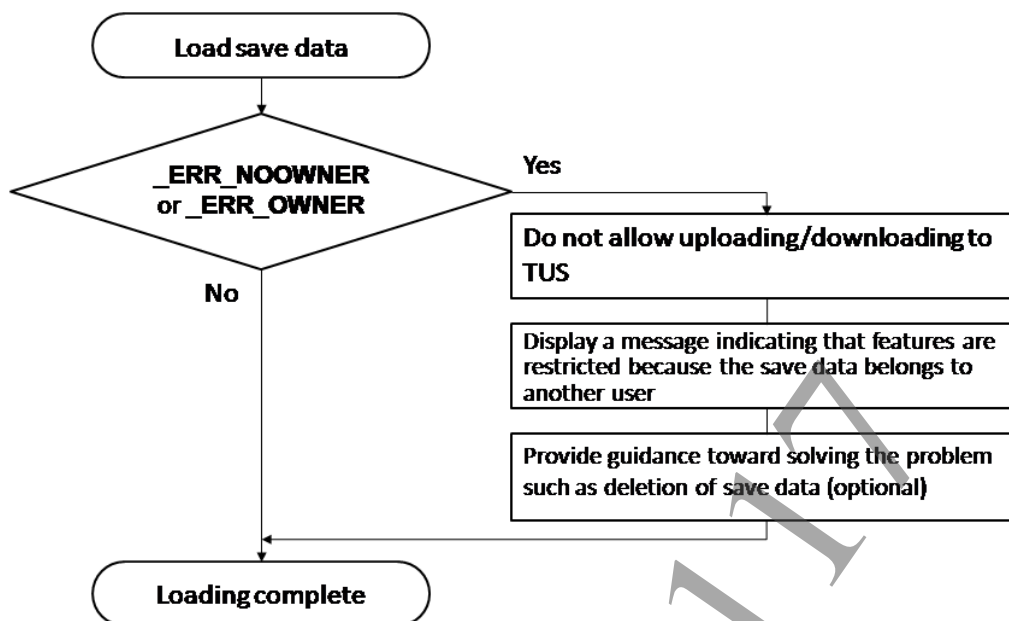 Load save data
_ERR_NOOWNER
or _ERR_OWNER
Yes
Do not allow uploading/downloading to
TUS
No
Display a message indicating that features are
restricted because the save data belongs to
another user
Provide guidance toward solving the problem
such as deletion of save data (optional)
Loading complete
117